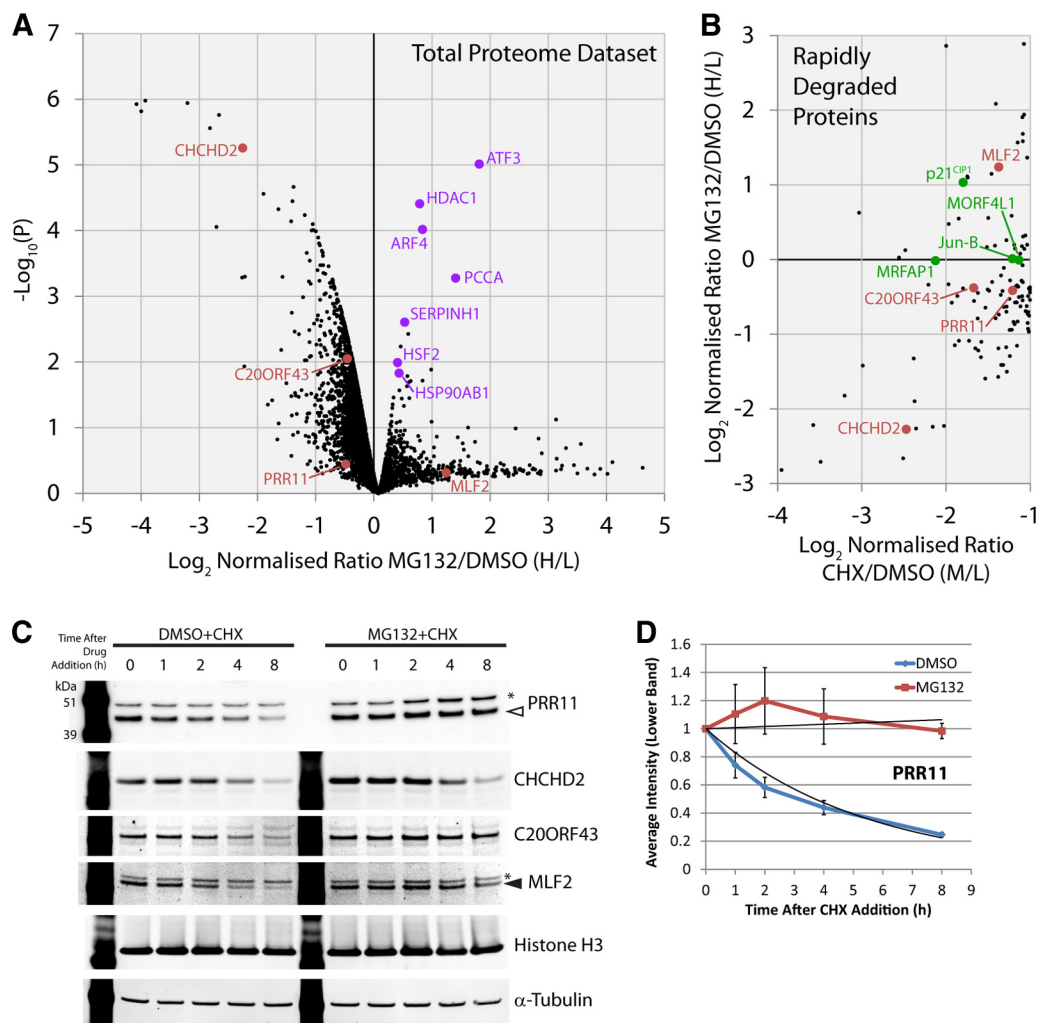 A
Total Proteome Dataset
-Log10(P)
7
6
5
4
3
2
1
0
CHCHD2
ATF3
HDAC1
ARF4
PCCA
SERPINH1
HSF2
C20ORF43
HSP90AB1
PRR11
MLF2
-5 -4 -3 -2 -1 0 1 2 3 4 5
Log2 Normalised Ratio MG132/DMSO (H/L)
B
Rapidly
Degraded
Proteins
Log2 Normalised Ratio MG132/DMSO (H/L)
3
2
1
0
-1
-2
-3
MLF2
p21CIP1
MORF4L1
Jun-B
MRFAP1
C20ORF43
PRR11
CHCHD2
-4 -3 -2 -1
Log2 Normalised Ratio
CHX/DMSO (M/L)
C
Time After
Drug
Addition (h)
DMSO+CHX MG132+CHX
0 1 2 4 8 0 1 2 4 8
kDa
51
39
*
PRR11
CHCHD2
C20ORF43
*
MLF2
Histone H3
α-Tubulin
D
Average Intensity (Lower Band)
1.6
1.4
1.2
1
0.8
0.6
0.4
0.2
0
DMSO
MG132
PRR11
0 1 2 3 4 5 6 7 8 9
Time After CHX Addition (h)